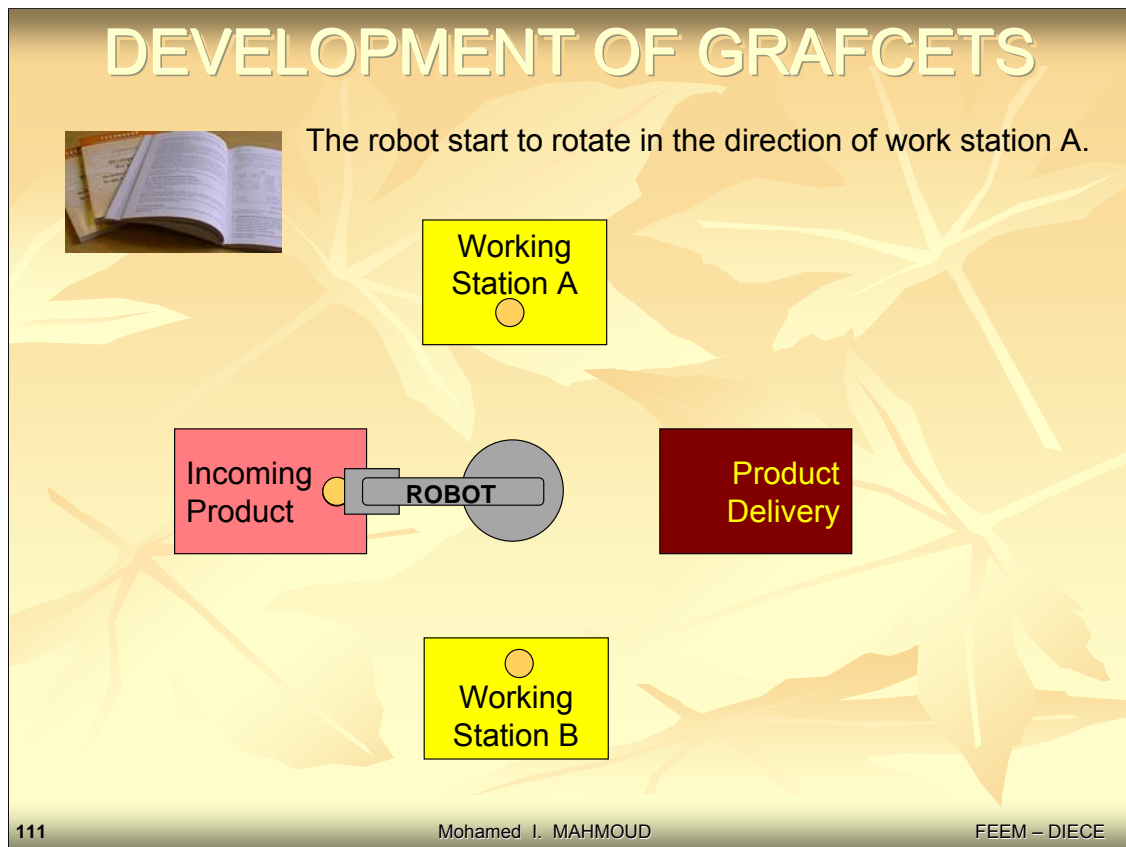 DEVELOPMENT OF GRAFCETS
The robot start to rotate in the direction of work station A.
Working
Station A
Incoming
Product
ROBOT
Product
Delivery
Working
Station B
111
Mohamed I. MAHMOUD
FEEM – DIECE